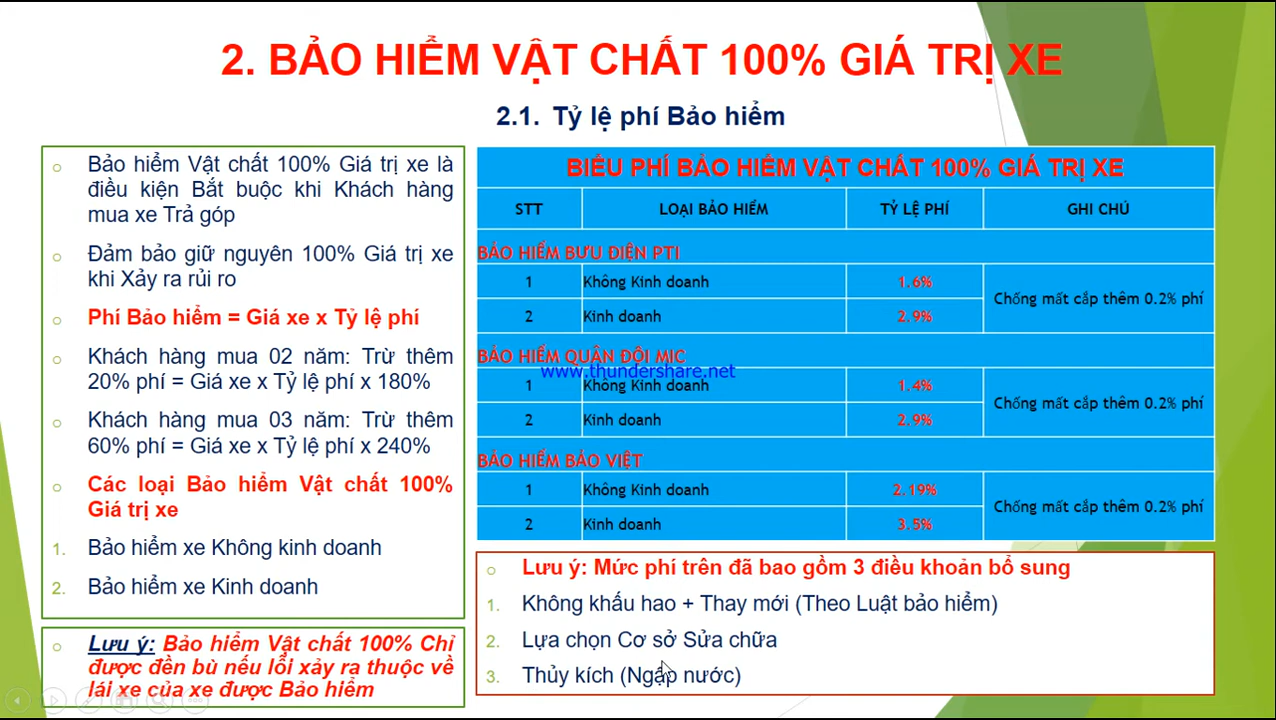 2. BẢO HIỂM VẬT CHẤT 100% GIÁ TRỊ XE
2.1. Tỷ lệ phí Bảo hiểm
Bảo hiểm Vật chất 100% Giá trị xe là
điều kiện Bắt buộc khi Khách hàng
mua xe Trả góp
Đảm bảo giữ nguyên 100% Giá trị xe
khi Xảy ra rủi ro
Phí Bảo hiểm = Giá xe x Tỷ lệ phí
Khách hàng mua 02 năm: Trừ thêm
20% phí = Giá xe x Tỷ lệ phí x 180%
Khách hàng mua 03 năm: Trừ thêm
60% phí = Giá xe x Tỷ lệ phí x 240%
Các loại Bảo hiểm Vật chất 100%
Giá trị xe
1. Bảo hiểm xe Không kinh doanh
2. Bảo hiểm xe Kinh doanh
Lưu ý: Bảo hiểm Vật chất 100% Chỉ
được đền bù nếu lỗi xảy ra thuộc về
lái xe của xe được Bảo hiểm
BIỂU PHÍ BẢO HIỂM VẬT CHẤT 100% GIÁ TRỊ XE
STT LOẠI BẢO HIỂM TỶ LỆ PHÍ GHI CHÚ
BẢO HIỂM BƯU ĐIỆN PTI
1 Không Kinh doanh 1.6%
Chống mất cắp thêm 0.2% phí
2 Kinh doanh 2.9%
BẢO HIỂM QUÂN ĐỘI MIC
www.thundershare.net
1 Không Kinh doanh 1.4%
Chống mất cắp thêm 0.2% phí
2 Kinh doanh 2.9%
BẢO HIỂM BẢO VIỆT
1 Không Kinh doanh 2.19%
Chống mất cắp thêm 0.2% phí
2 Kinh doanh 3.5%
Lưu ý: Mức phí trên đã bao gồm 3 điều khoản bổ sung
1. Không khấu hao + Thay mới (Theo Luật bảo hiểm)
2. Lựa chọn Cơ sở Sửa chữa
3. Thủy kích (Ngập nước)